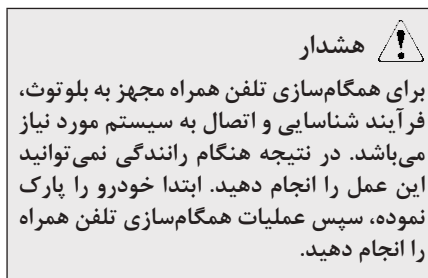 هشدار
برای همگام‌سازی تلفن همراه مجهز به بلوتوث،
فرآیند شناسایی و اتصال به سیستم مورد نیاز
می‌باشد. در نتیجه هنگام رانندگی نمی‌توانید
این عمل را انجام دهید. ابتدا خودرو را پارک
نموده، سپس عملیات همگام‌سازی تلفن همراه
را انجام دهید.